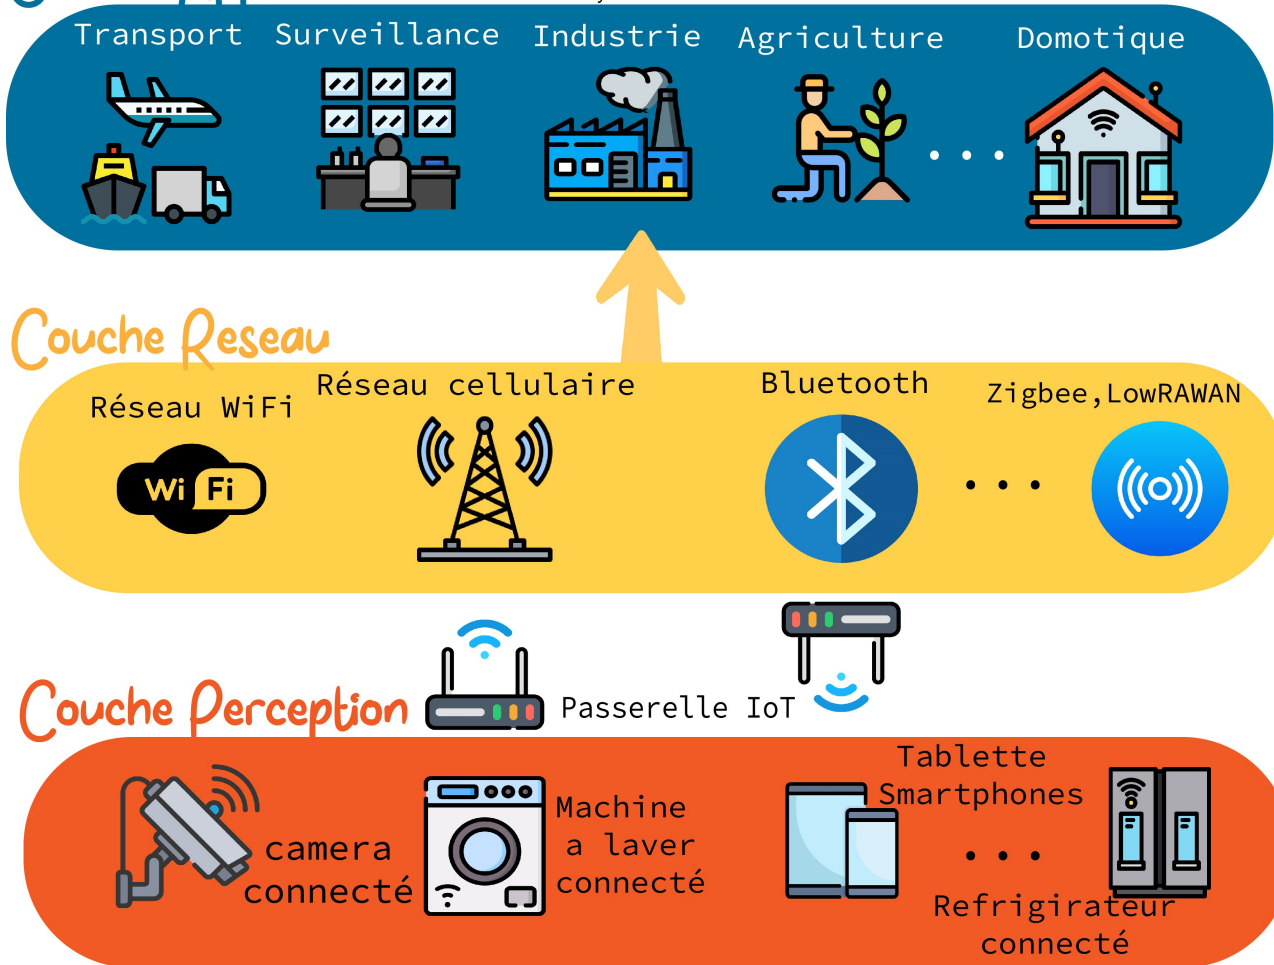 Transport Surveillance Industrie Agriculture Domotique
Couche Reseau
Réseau WiFi Réseau cellulaire Bluetooth Zigbee,LowRAWAN
Wi Fi
Couche Perception
Passerelle IoT
camera
connecté
Machine
a laver
connecté
Tablette
Smartphones
Refrigirateur
connecté